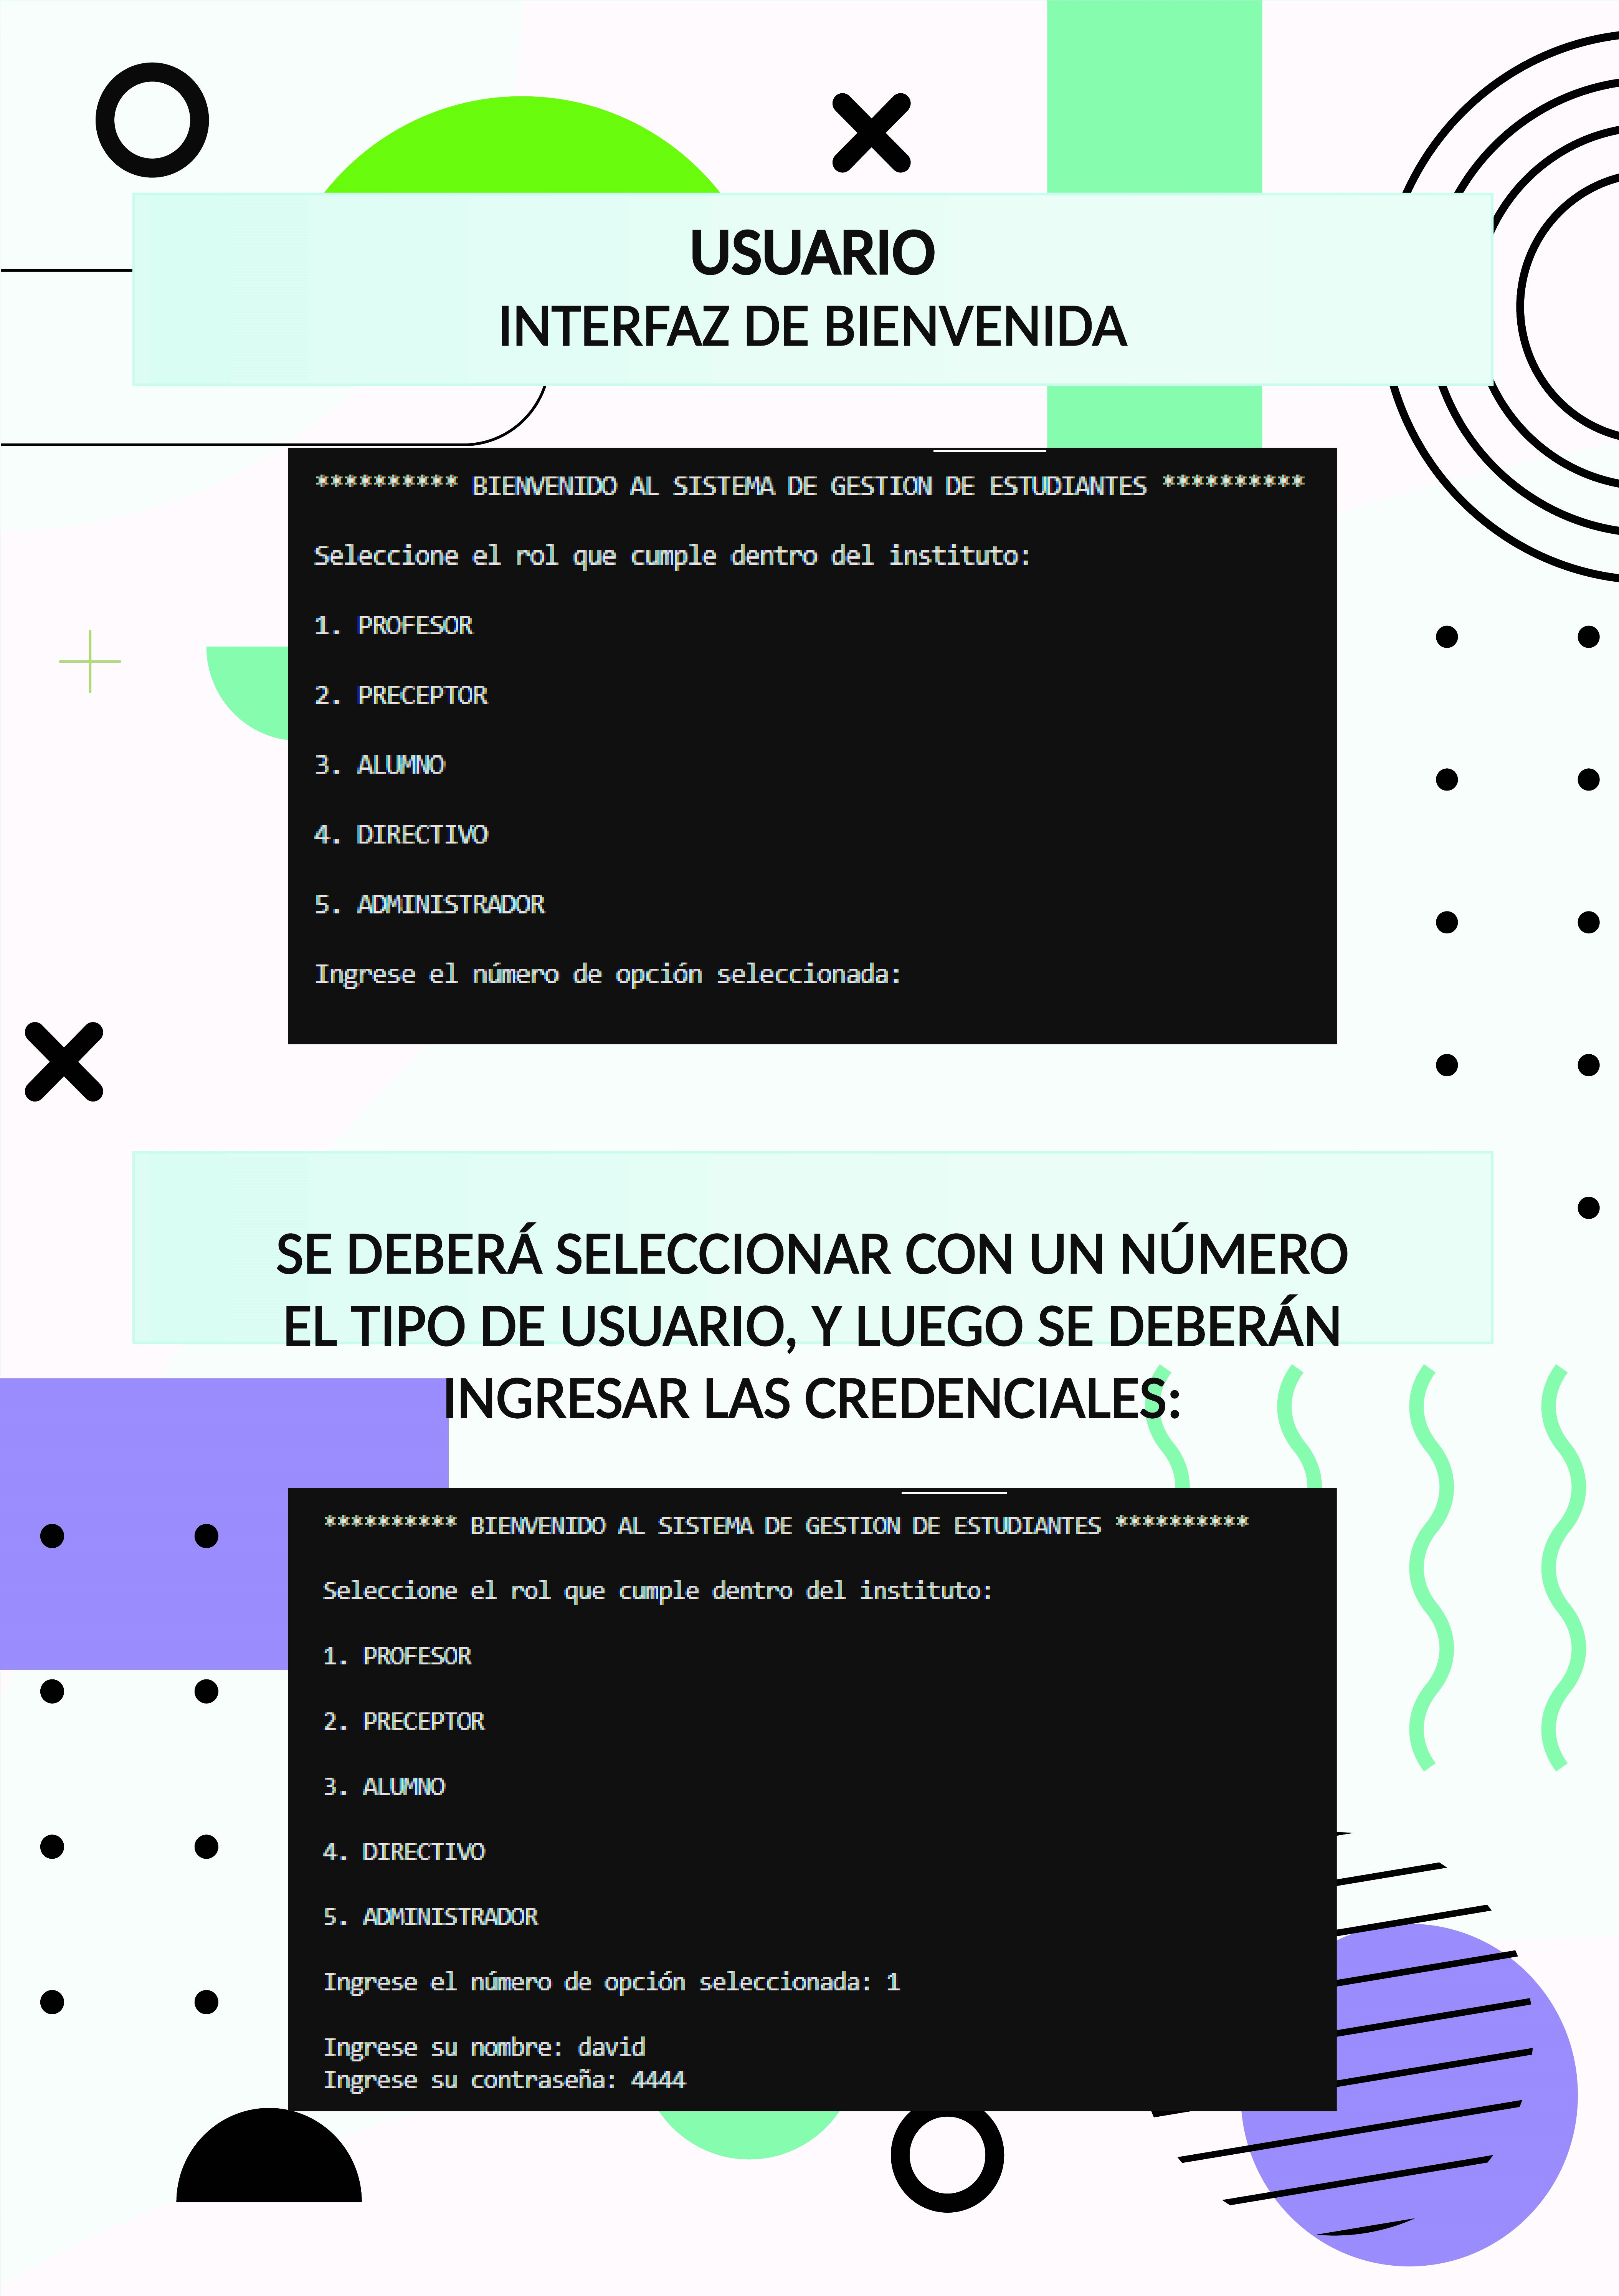 USUARIO
INTERFAZ DE BIENVENIDA
********** BIENVENIDO AL SISTEMA DE GESTION DE ESTUDIANTES **********
Seleccione el rol que cumple dentro del instituto:
1. PROFESOR
2. PRECEPTOR
3. ALUMNO
4. DIRECTIVO
5. ADMINISTRADOR
Ingrese el número de opción seleccionada:
SE DEBERÁ SELECCIONAR CON UN NÚMERO
EL TIPO DE USUARIO, Y LUEGO SE DEBERÁN
INGRESAR LAS CREDENCIALES:
********** BIENVENIDO AL SISTEMA DE GESTION DE ESTUDIANTES **********
Seleccione el rol que cumple dentro del instituto:
1. PROFESOR
2. PRECEPTOR
3. ALUMNO
4. DIRECTIVO
5. ADMINISTRADOR
Ingrese el número de opción seleccionada: 1
Ingrese su nombre: david
Ingrese su contraseña: 4444